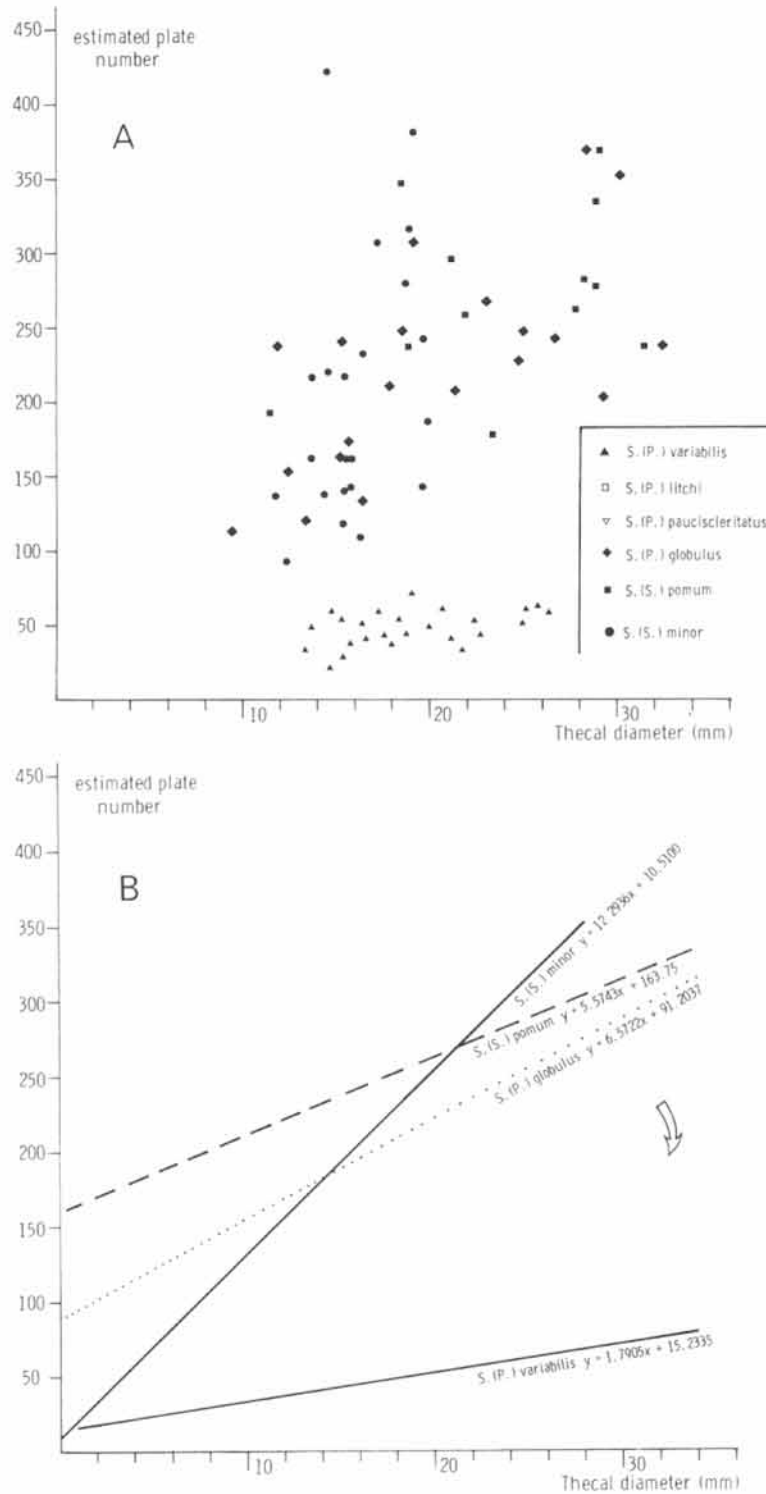 450
estimated plate
number
400
A
350
300
250
200
150
100
50
▲ S.(P.) variabilis
□ S.(P.) litchi
▽ S.(P.) pauciscleritatus
◆ S.(P.) globulus
■ S.(S.) pomum
● S.(S.) minor
10 20 30
Thecal diameter (mm)
450
estimated plate
number
400
B
350
300
250
200
150
100
50
S.(S.) minor y = 12.2936x + 10.5100
S.(S.) pomum y = 5.5743x + 163.75
S.(P.) globulus y = 6.5722x + 91.2037
S.(P.) variabilis y = 1.7905x + 15.2335
10 20 30
Thecal diameter (mm)